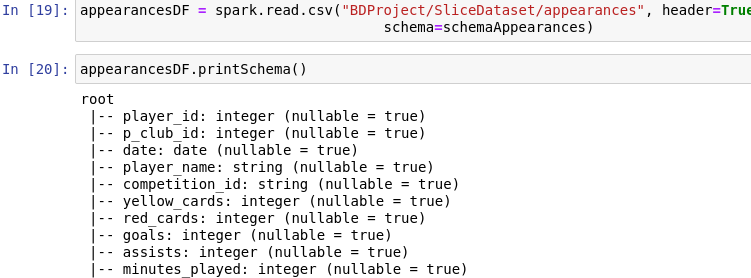 In [19]: appearancesDF = spark.read.csv("BDProject/SliceDataset/appearances", header=True
schema=schemaAppearances)
In [20]: appearancesDF.printSchema()
root
|-- player_id: integer (nullable = true)
|-- p_club_id: integer (nullable = true)
|-- date: date (nullable = true)
|-- player_name: string (nullable = true)
|-- competition_id: string (nullable = true)
|-- yellow_cards: integer (nullable = true)
|-- red_cards: integer (nullable = true)
|-- goals: integer (nullable = true)
|-- assists: integer (nullable = true)
|-- minutes_played: integer (nullable = true)